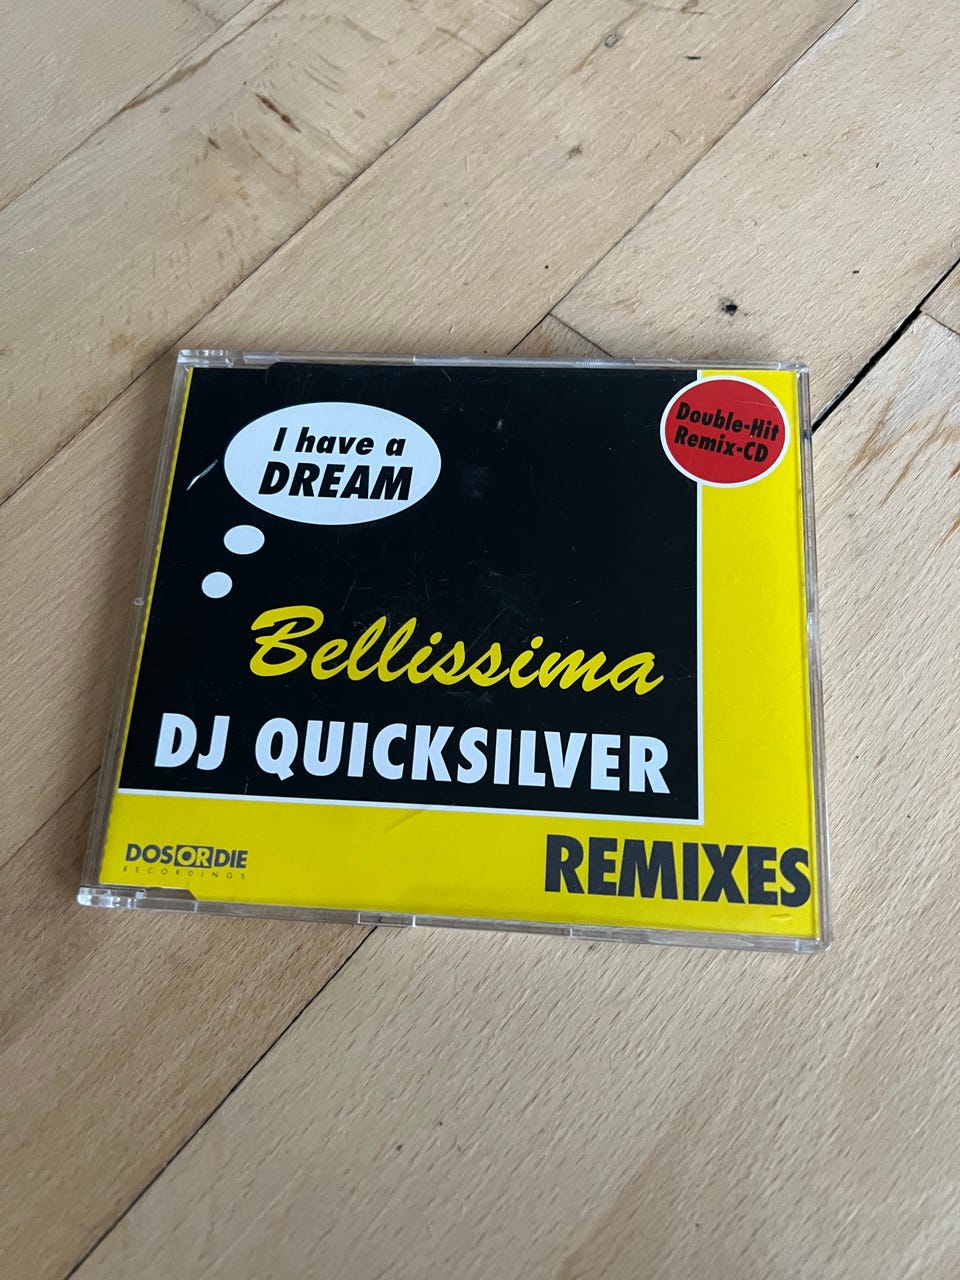 I have a
DREAM
Double-Hit
Remix-CD
Bellissima
DJ QUICKSILVER
REMIXES
DOS OR DIE
RECORDINGS